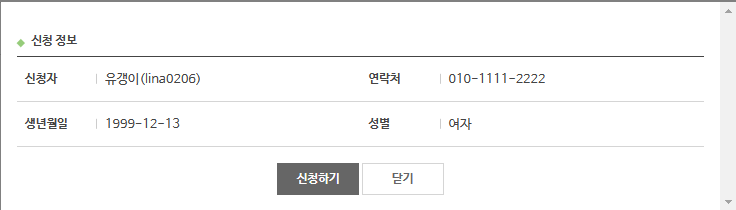 신청 정보
신청자 유갱이(lina0206) 연락처 010-1111-2222
생년월일 1999-12-13 성별 여자
신청하기 닫기